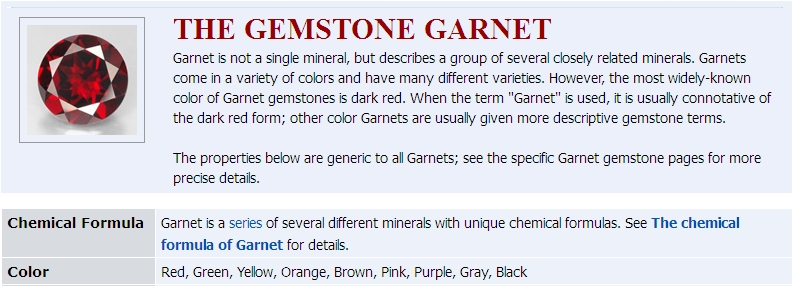 THE GEMSTONE GARNET
Garnet is not a single mineral, but describes a group of several closely related minerals. Garnets
come in a variety of colors and have many different varieties. However, the most widely-known
color of Garnet gemstones is dark red. When the term "Garnet" is used, it is usually connotative of
the dark red form; other color Garnets are usually given more descriptive gemstone terms.
The properties below are generic to all Garnets; see the specific Garnet gemstone pages for more
precise details.
Chemical Formula Garnet is a series of several different minerals with unique chemical formulas. See The chemical
formula of Garnet for details.
Color Red, Green, Yellow, Orange, Brown, Pink, Purple, Gray, Black